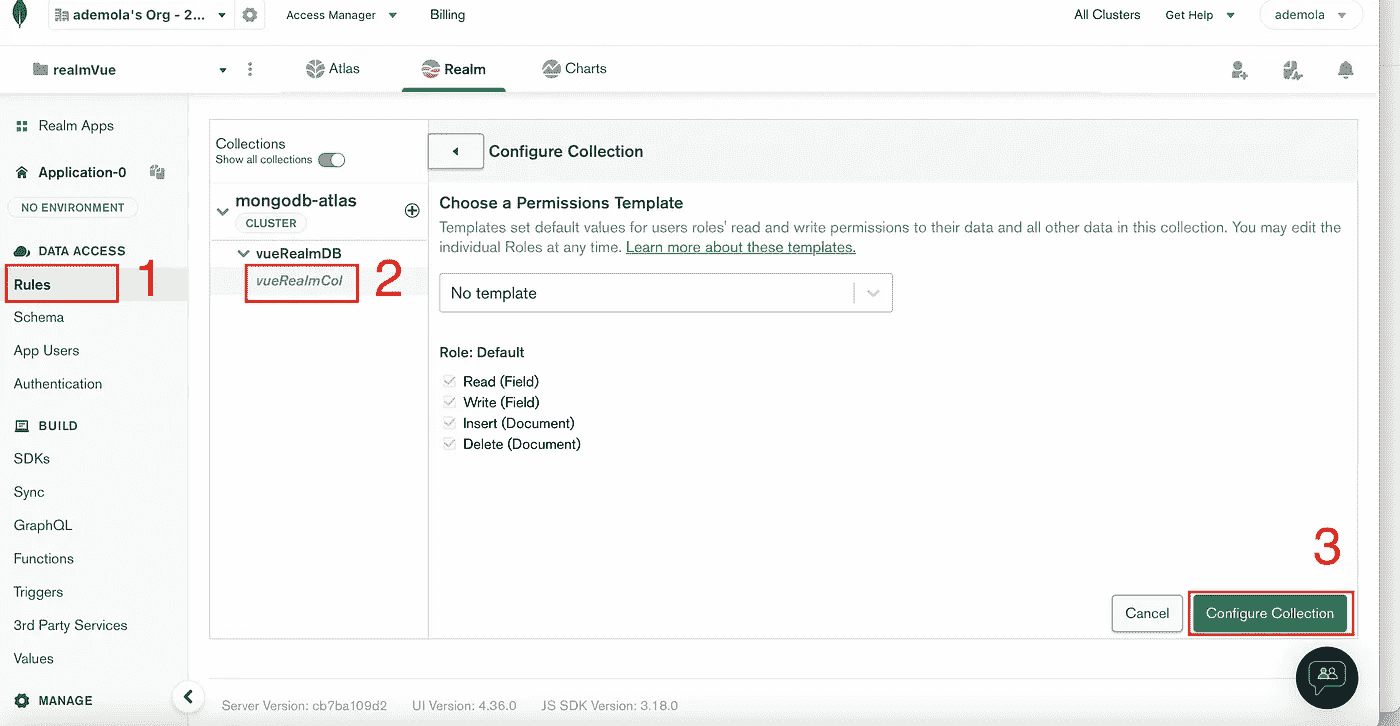 ademola's Org - 2...
Access Manager
Billing
All Clusters
Get Help
ademola
realmVue
Atlas
Realm
Charts
Realm Apps
Application-0
NO ENVIRONMENT
DATA ACCESS
Rules
1
Schema
App Users
Authentication
BUILD
SDKs
Sync
GraphQL
Functions
Triggers
3rd Party Services
Values
MANAGE
Collections
Show all collections
mongodb-atlas
CLUSTER
vueRealmDB
vueRealmCol
2
Configure Collection
Choose a Permissions Template
Templates set default values for users roles' read and write permissions to their data and all other data in this collection. You may edit the
individual Roles at any time. Learn more about these templates.
No template
Role: Default
Read (Field)
Write (Field)
Insert (Document)
Delete (Document)
3
Cancel
Configure Collection
Server Version: cb7ba109d2
UI Version: 4.36.0
JS SDK Version: 3.18.0